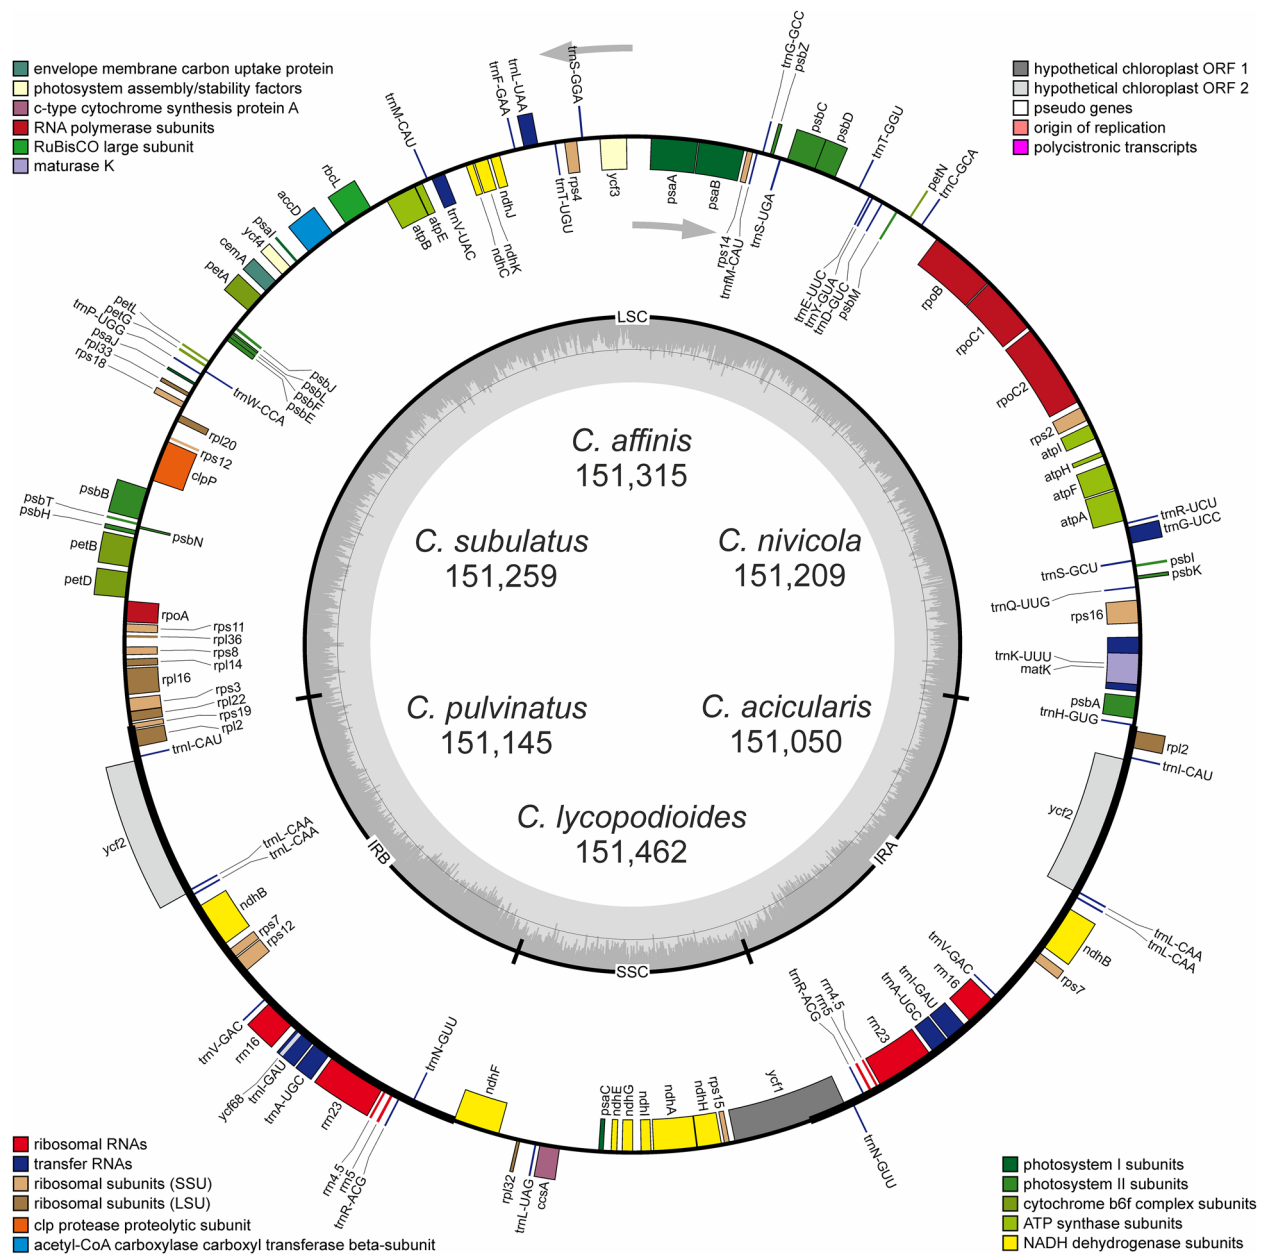 envelope membrane carbon uptake protein
photosystem assembly/stability factors
c-type cytochrome synthesis protein A
RNA polymerase subunits
RuBisCO large subunit
maturase K
hypothetical chloroplast ORF 1
hypothetical chloroplast ORF 2
pseudo genes
origin of replication
polycistronic transcripts
trnG-GCC
psbZ
psbC
psbD
trnT-GGU
petN
trnC-GCA
trnS-GGA
trnL-UAA
trnF-GAA
trnM-CAU
rbcL
accD
psaI
ycf4
cemA
petA
petL
petG
trnP-UGG
psaJ
rpl33
rps18
psaA
psaB
rps14
trnfM-CAU
trnS-UGA
trnE-UUC
trnY-GUA
trnD-GUC
psbM
rpoB
rpoC1
rpoC2
rps2
atpI
atpH
atpF
atpA
trnR-UCU
trnG-UCC
trnS-GCU
psbI
psbK
trnQ-UUG
rps16
trnK-UUU
matK
psbA
trnH-GUG
rpl2
trnI-CAU
ycf2
trnL-CAA
trnL-CAA
ndhB
rps7
trnV-GAC
rrn16
trnI-GAU
trnA-UGC
rrn23
rrn4.5
rrn5
trnR-ACG
trnN-GUU
ycf1
rps15
ndhH
ndhA
ndhI
ndhG
ndhE
psaC
ccsA
trnL-UAG
rpl32
ndhF
trnN-GUU
trnR-ACG
rrn5
rrn4.5
rrn23
trnA-UGC
trnI-GAU
ycf68
rrn16
trnV-GAC
rps12
rps7
ndhB
trnL-CAA
trnL-CAA
ycf2
trnI-CAU
rpl2
rps19
rpl22
rps3
rpl16
rpl14
rps8
rpl36
rps11
rpoA
petD
petB
psbN
psbH
psbT
psbB
clpP
rps12
rpl20
trnW-CCA
psbE
psbF
psbL
psbJ
atpB
atpE
trnV-UAC
ndhC
ndhK
ndhJ
trnT-UGU
rps4
ycf3
LSC
C. affinis
151,315
C. subulatus
151,259
C. nivicola
151,209
C. pulvinatus
151,145
C. acicularis
151,050
C. lycopodioides
151,462
IRB
IRA
SSC
ribosomal RNAs
transfer RNAs
ribosomal subunits (SSU)
ribosomal subunits (LSU)
clp protease proteolytic subunit
acetyl-CoA carboxylase carboxyl transferase beta-subunit
photosystem I subunits
photosystem II subunits
cytochrome b6f complex subunits
ATP synthase subunits
NADH dehydrogenase subunits